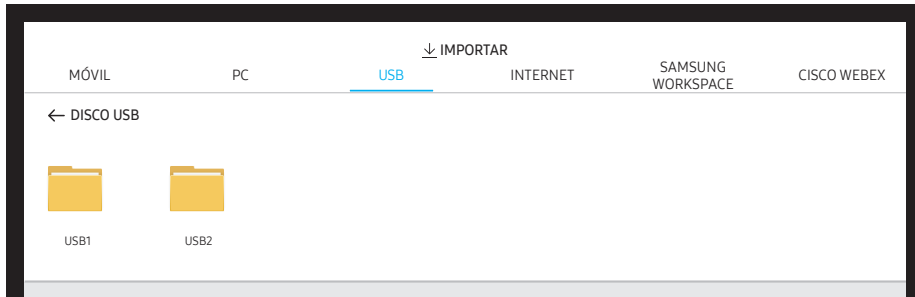 IMPORTAR
MÓVIL PC USB INTERNET SAMSUNG WORKSPACE CISCO WEBEX
DISCO USB
USB1 USB2